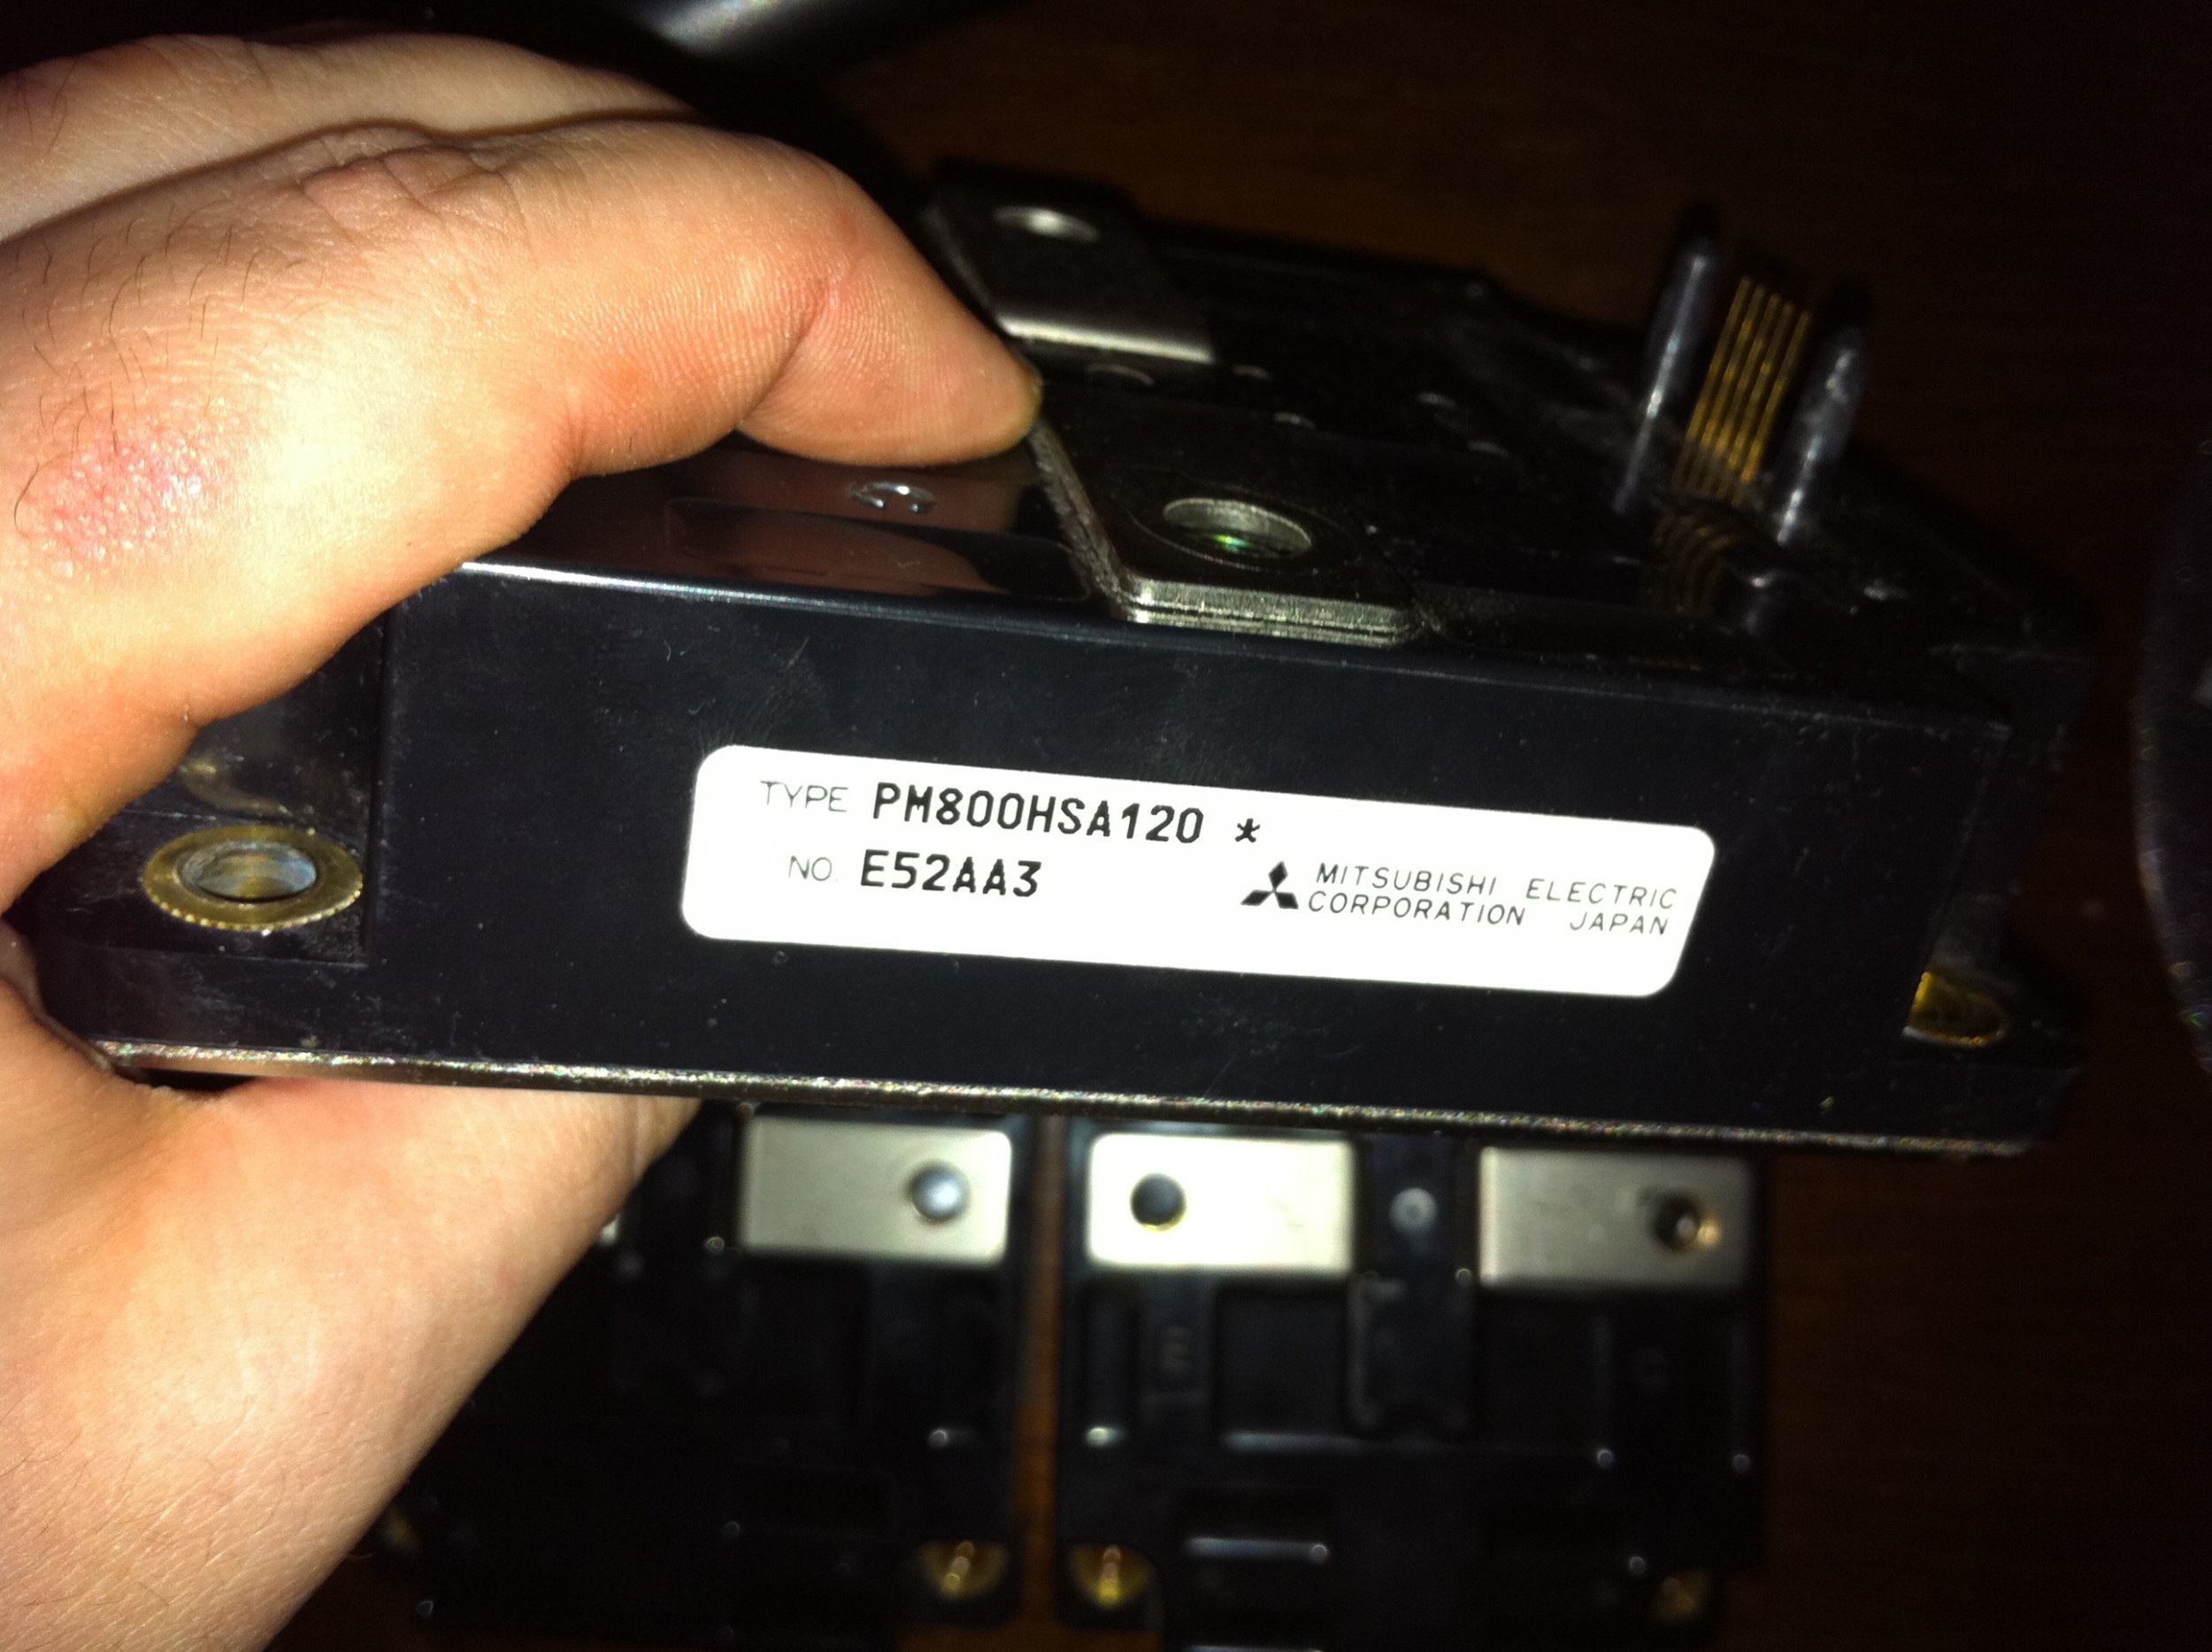 TYPE PM800HSA120 *
NO. E52AA3
MITSUBISHI ELECTRIC
CORPORATION JAPAN